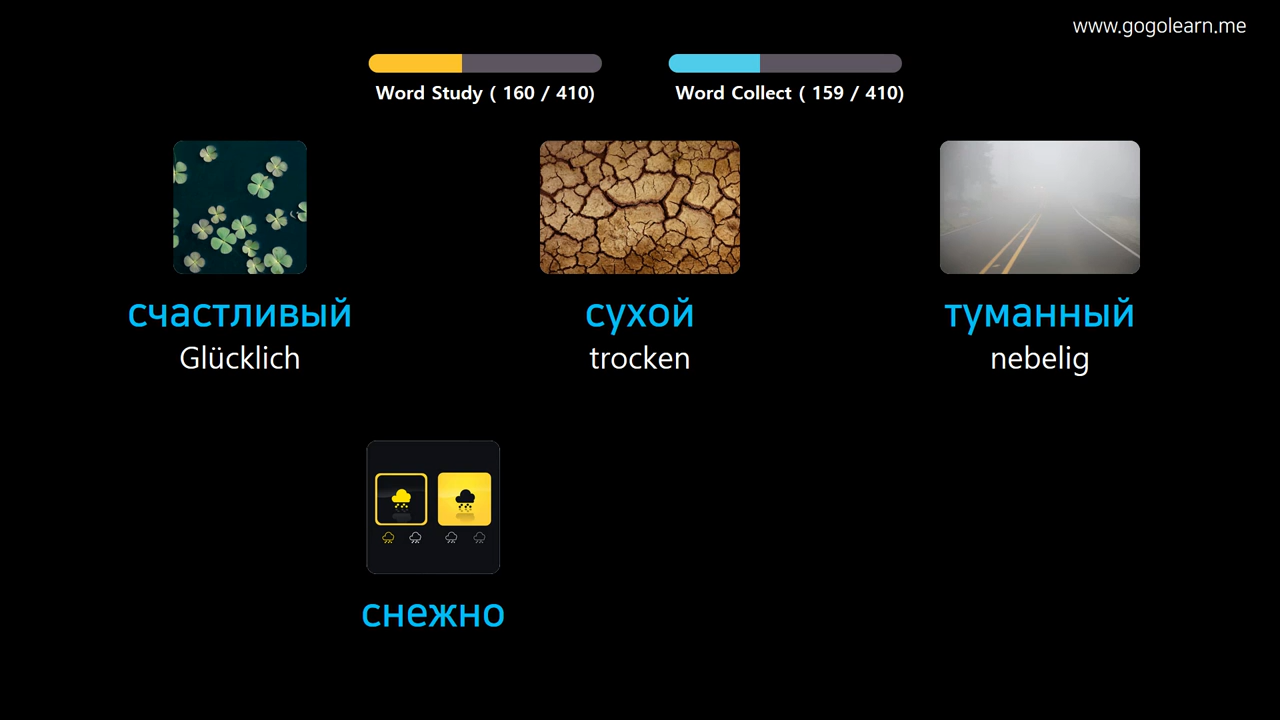 www.gogolearn.me
Word Study ( 160 / 410)
Word Collect ( 159 / 410)
счастливый
Glücklich
сухой
trocken
туманный
nebelig
снежно